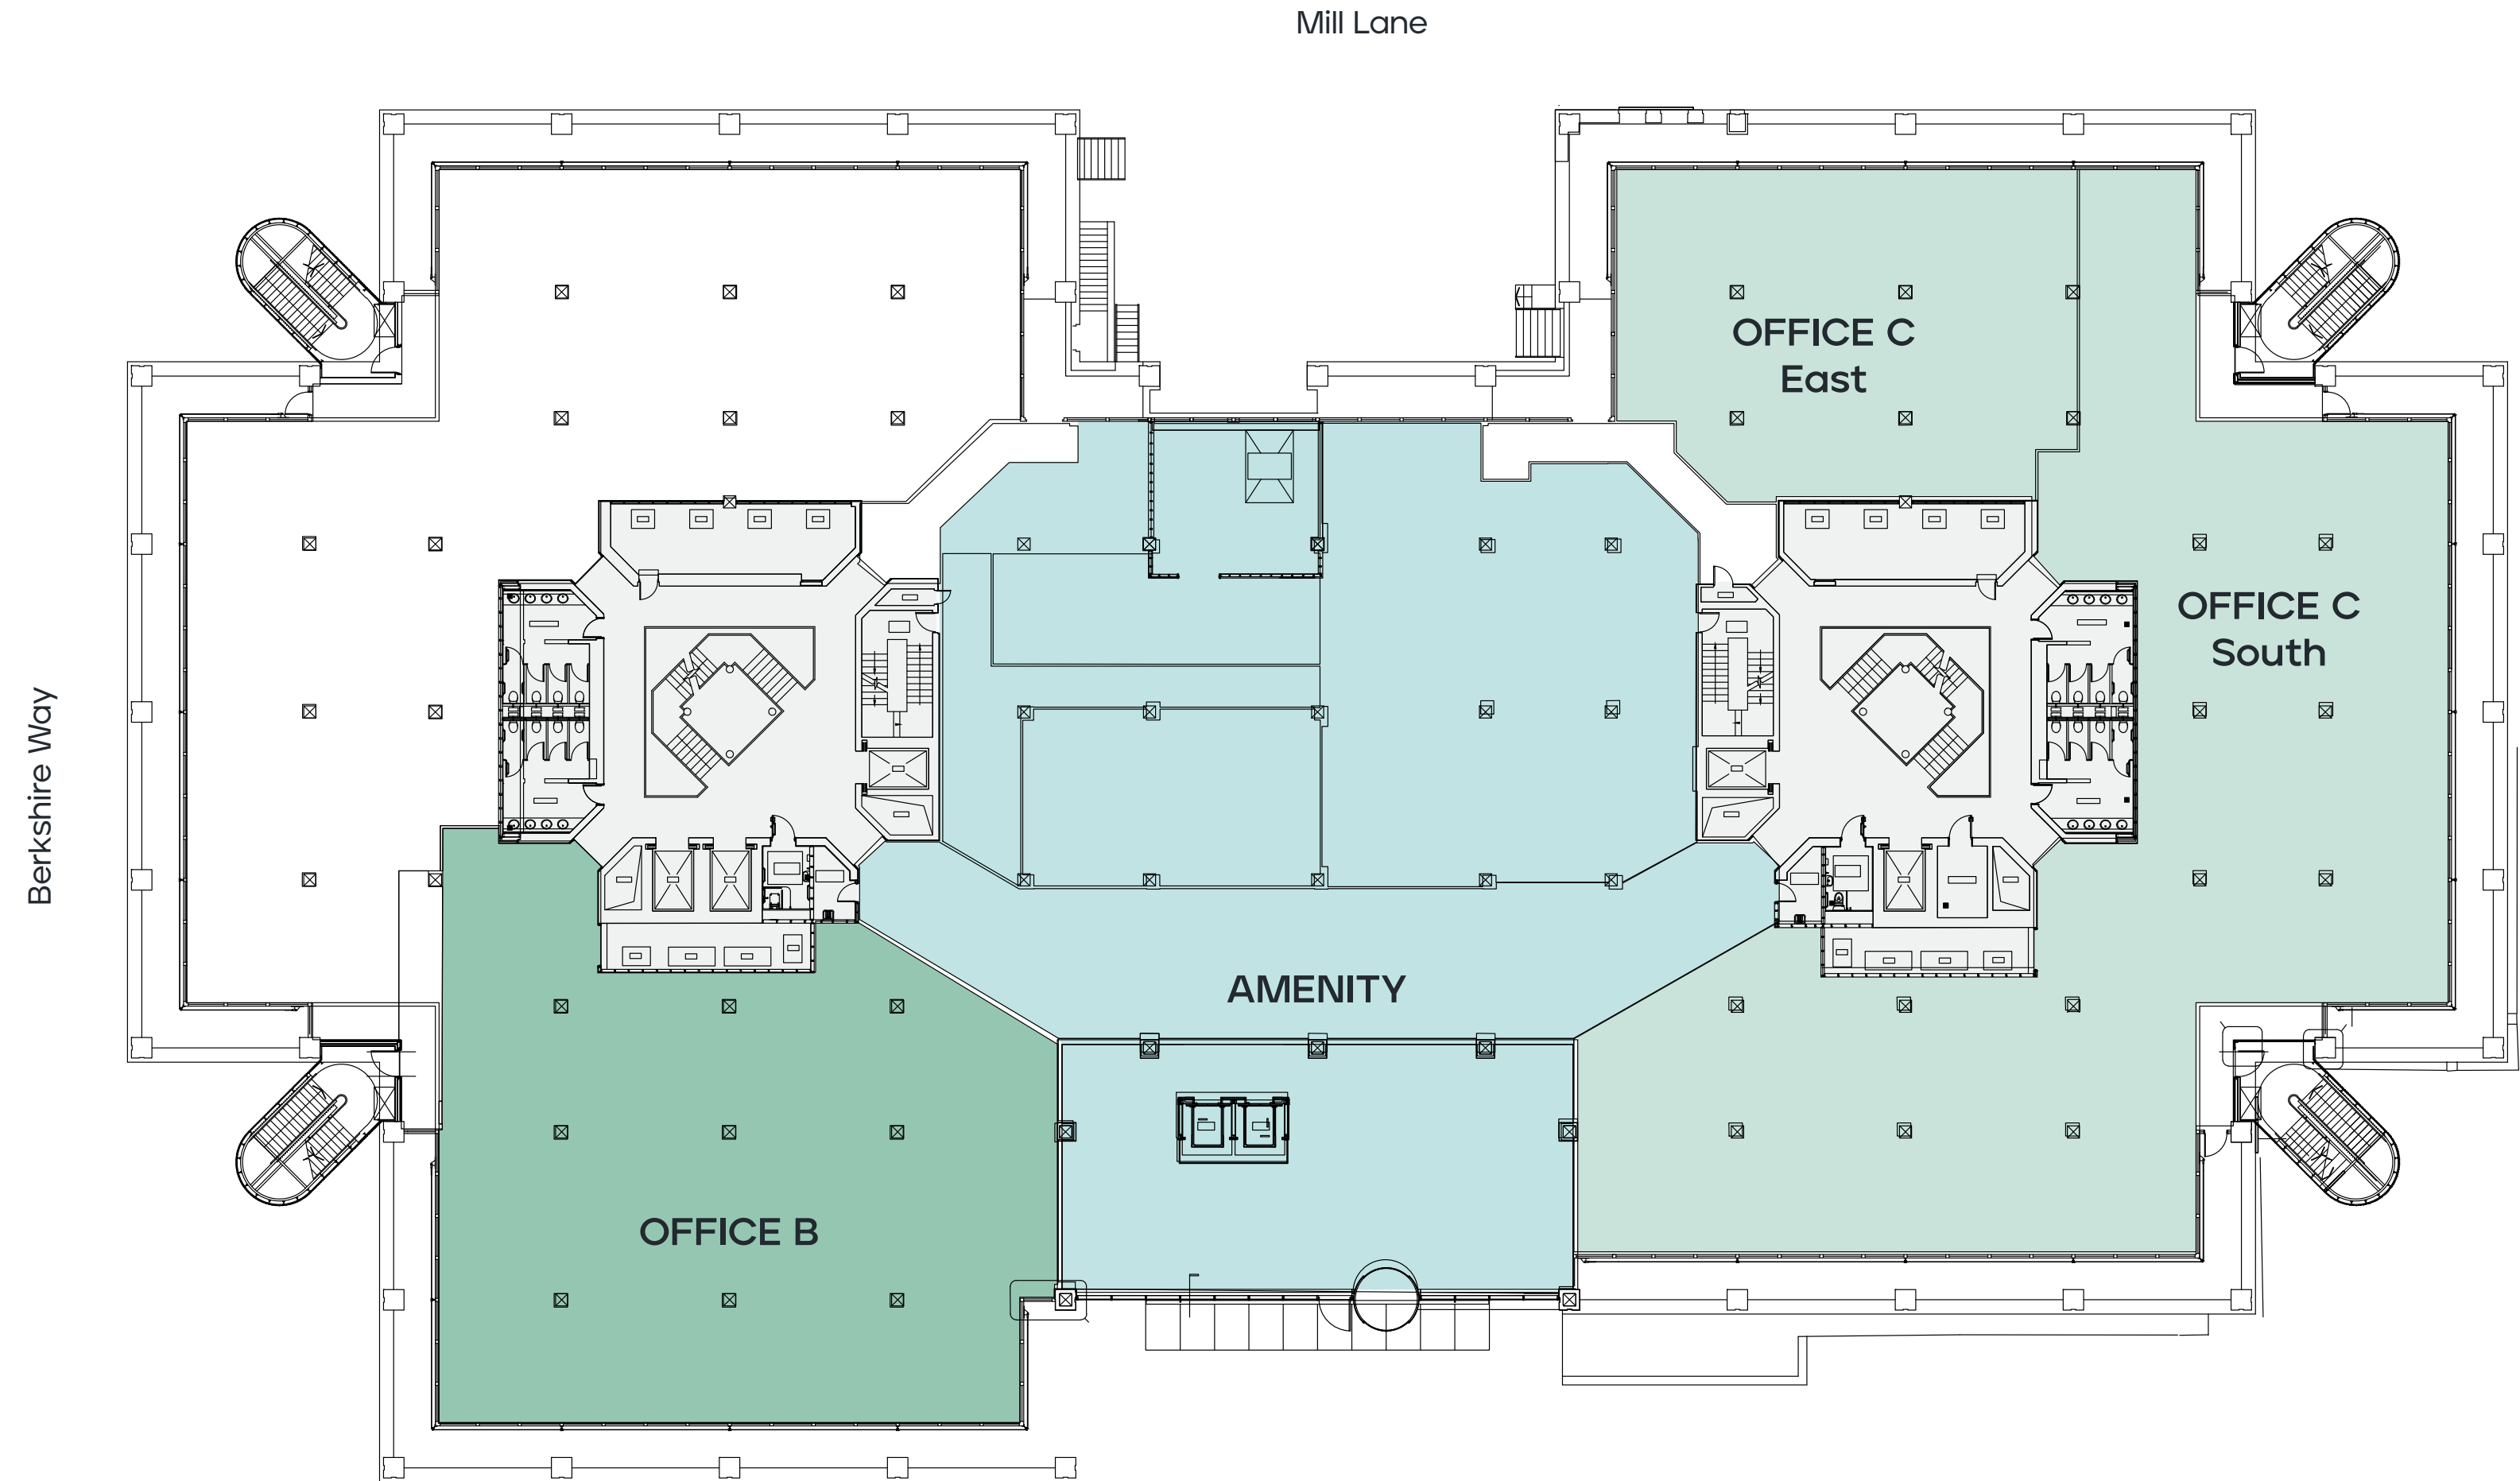 Mill Lane
OFFICE C
East
OFFICE C
South
Berkshire Way
AMENITY
OFFICE B